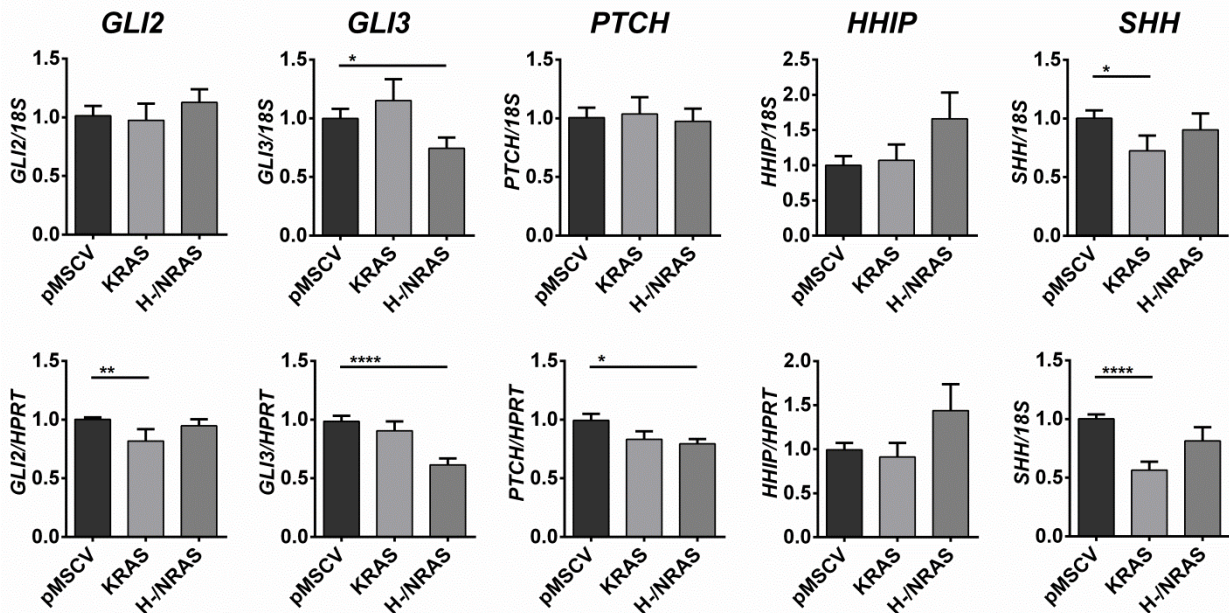 GLI2 GLI3 PTCH HHIP SHH
GLI2/18S
1.5
1.0
0.5
0.0
pMSCV
KRAS
H-/NRAS
GLI3/18S
1.5
1.0
0.5
0.0
*
pMSCV
KRAS
H-/NRAS
PTCH/18S
1.5
1.0
0.5
0.0
pMSCV
KRAS
H-/NRAS
HHIP/18S
2.5
2.0
1.5
1.0
0.5
0.0
pMSCV
KRAS
H-/NRAS
SHH/18S
1.5
1.0
0.5
0.0
*
pMSCV
KRAS
H-/NRAS
GLI2/HPRT
1.5
1.0
0.5
0.0
**
pMSCV
KRAS
H-/NRAS
GLI3/HPRT
1.5
1.0
0.5
0.0
****
pMSCV
KRAS
H-/NRAS
PTCH/HPRT
1.5
1.0
0.5
0.0
*
pMSCV
KRAS
H-/NRAS
HHIP/HPRT
2.0
1.5
1.0
0.5
0.0
pMSCV
KRAS
H-/NRAS
SHH/18S
1.5
1.0
0.5
0.0
****
pMSCV
KRAS
H-/NRAS